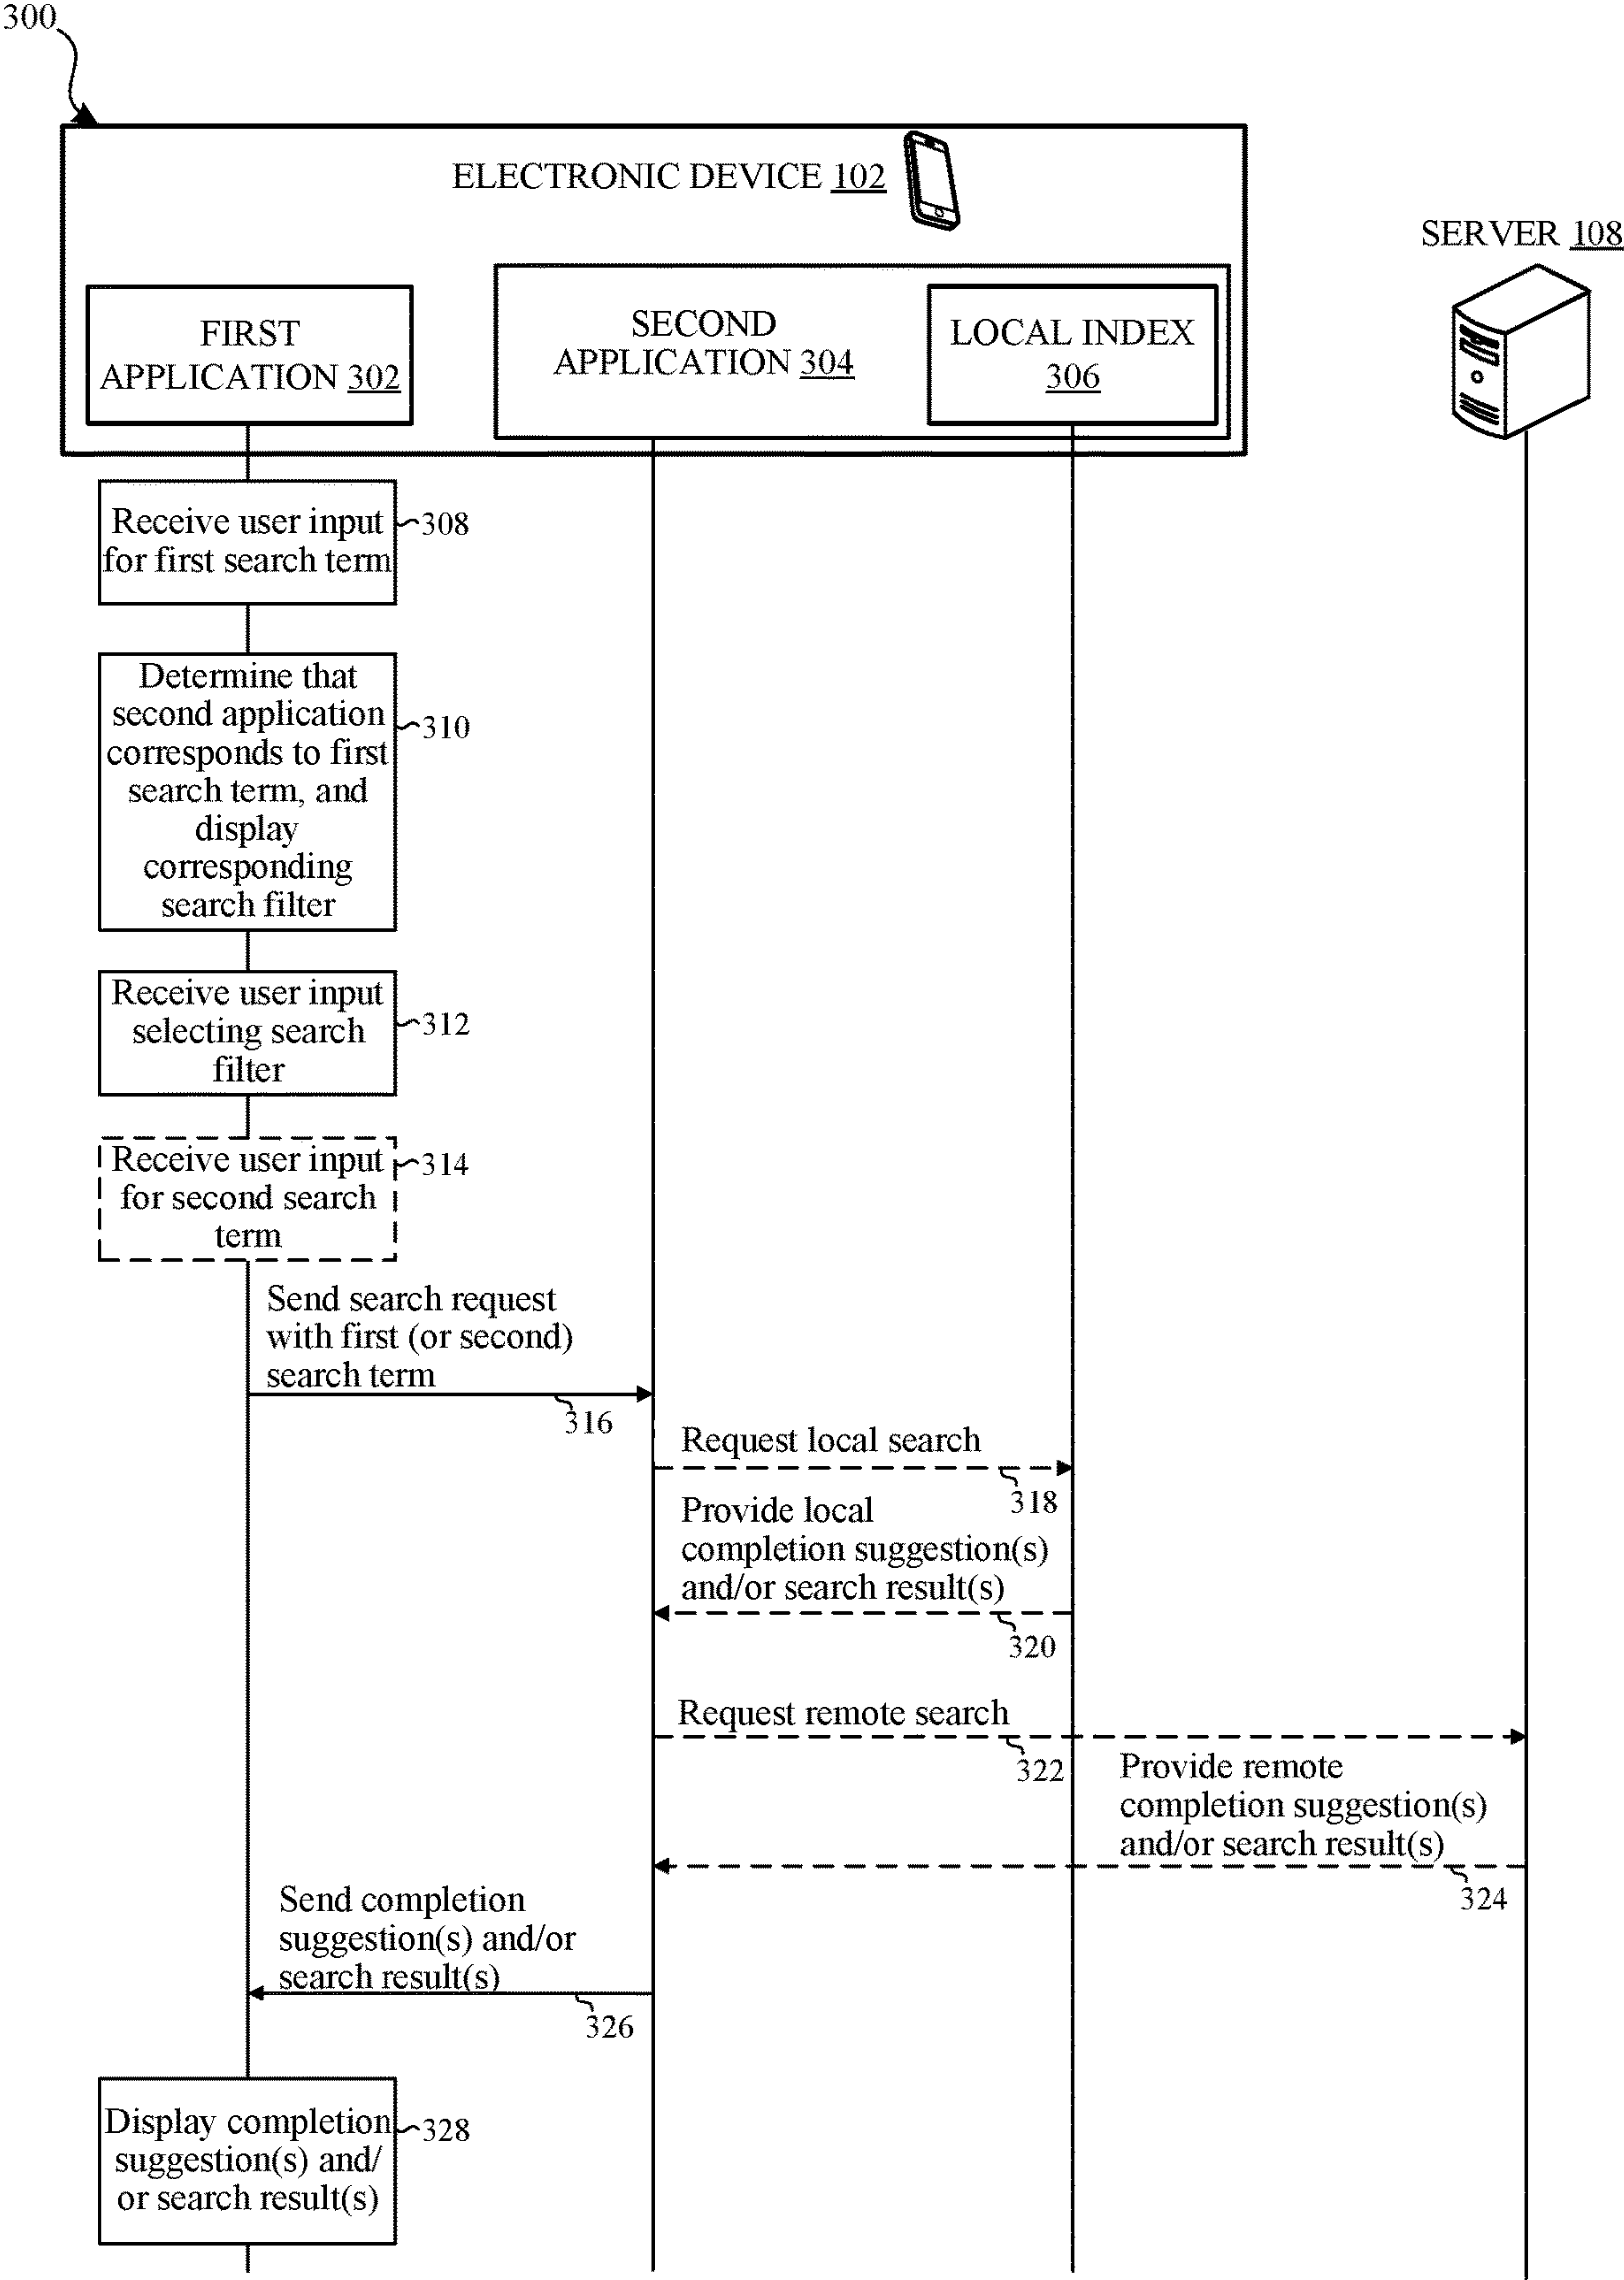 300
ELECTRONIC DEVICE 102
SERVER 108
FIRST
APPLICATION 302
SECOND
APPLICATION 304
LOCAL INDEX
306
Receive user input
for first search term
308
Determine that
second application
corresponds to first
search term, and
display
corresponding
search filter
310
Receive user input
selecting search
filter
312
Receive user input
for second search
term
314
Send search request
with first (or second)
search term
316
Request local search
318
Provide local
completion suggestion(s)
and/or search result(s)
320
Request remote search
322
Provide remote
completion suggestion(s)
and/or search result(s)
324
Send completion
suggestion(s) and/or
search result(s)
326
Display completion
suggestion(s) and/
or search result(s)
328